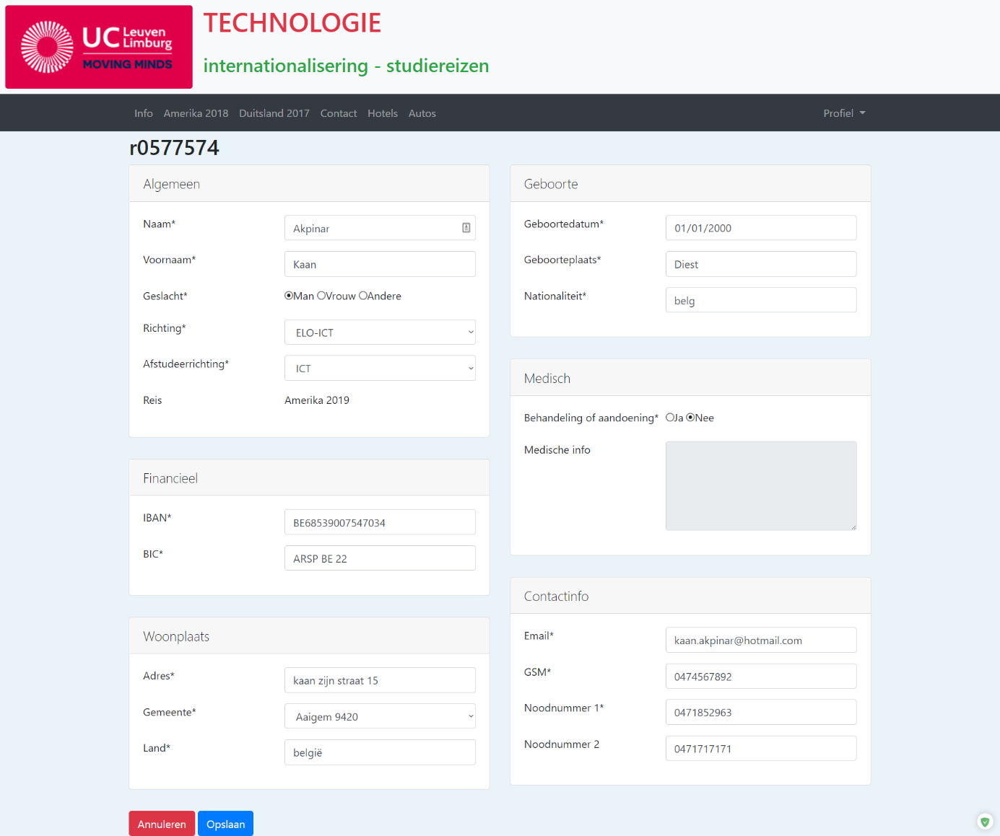 UC Leuven
Limburg
MOVING MINDS
TECHNOLOGIE
internationalisering - studiereizen
Info Amerika 2018 Duitsland 2017 Contact Hotels Autos Profiel
r0577574
Algemeen
Naam* Akpinar
Voornaam* Kaan
Geslacht* Man Vrouw Andere
Richting* ELO-ICT
Afstudeerrichting* ICT
Reis Amerika 2019
Financieel
IBAN* BE68539007547034
BIC* ARSP BE 22
Woonplaats
Adres* kaan zijn straat 15
Gemeente* Aaigem 9420
Land* belgië
Geboorte
Geboortedatum* 01/01/2000
Geboorteplaats* Diest
Nationaliteit* belg
Medisch
Behandeling of aandoening* Ja Nee
Medische info
Contactinfo
Email* kaan.akpinar@hotmail.com
GSM* 0474567892
Noodnummer 1* 0471852963
Noodnummer 2 0471717171
Annuleren Opslaan